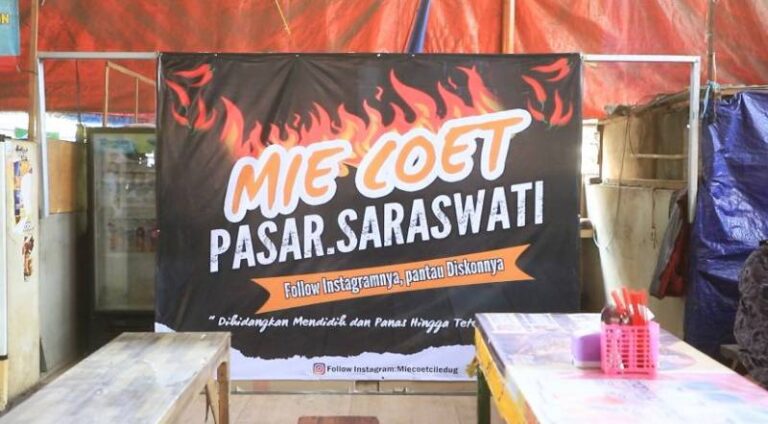 MIE COET
PASAR.SARASWATI
Follow Instagramnya, pantau Diskonnya
" Dihidangkan Mendidih dan Panas Hingga
Follow Instagram:Miecoetciledug